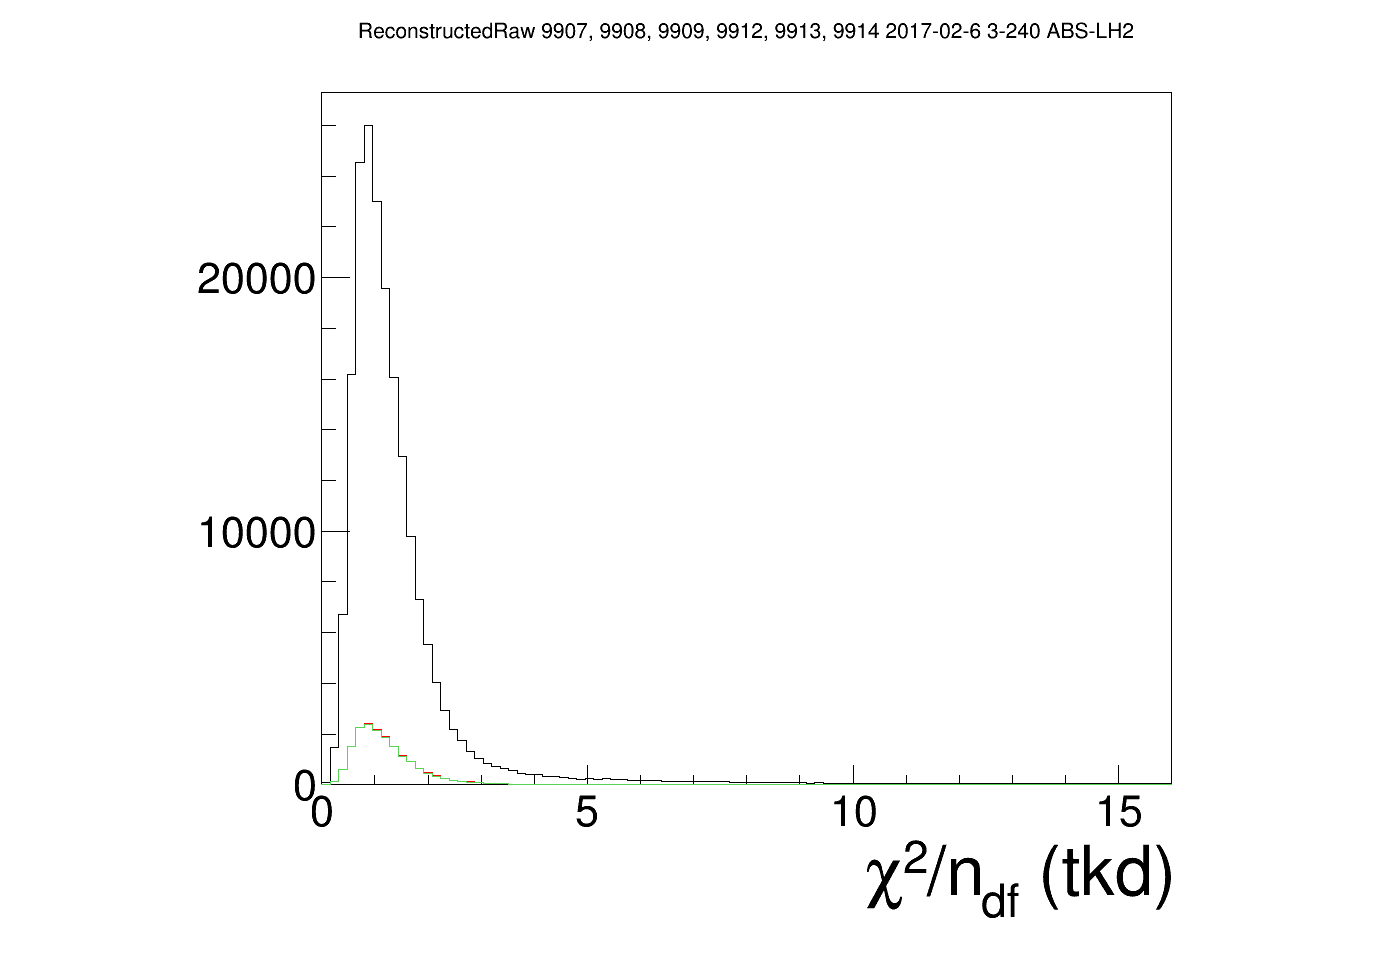 ReconstructedRaw 9907, 9908, 9909, 9912, 9913, 9914 2017-02-6 3-240 ABS-LH2
20000
10000
0
0 5 10 15
χ²/n_df (tkd)